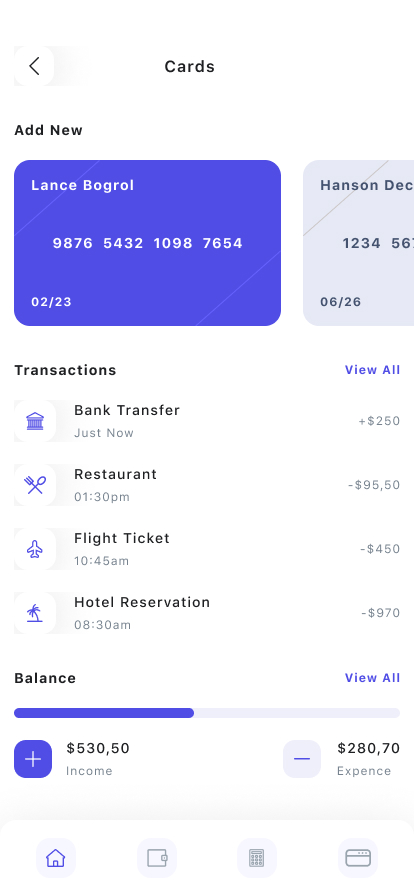 Cards
Add New
Lance Bogrol
9876 5432 1098 7654
02/23
Hanson Dec
1234 567
06/26
Transactions
View All
Bank Transfer
Just Now
+$250
Restaurant
01:30pm
-$95,50
Flight Ticket
10:45am
-$450
Hotel Reservation
08:30am
-$970
Balance
View All
$530,50
Income
$280,70
Expence